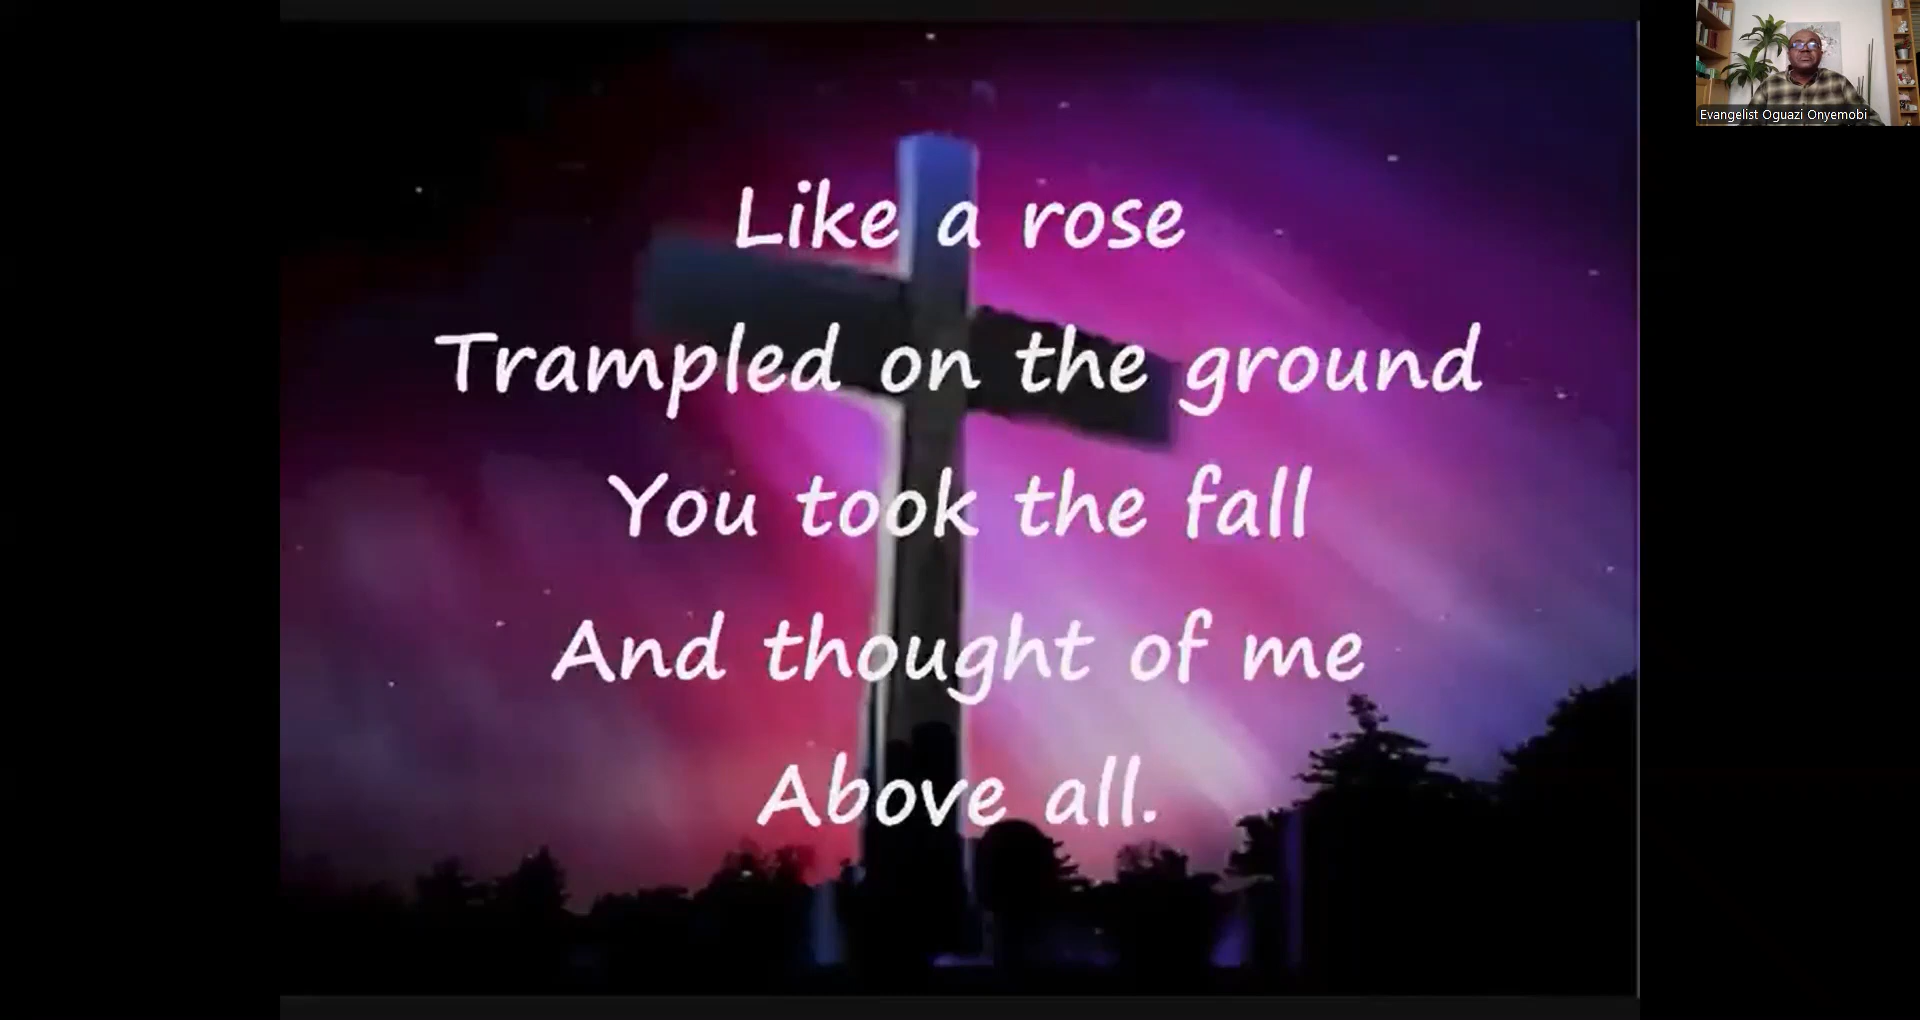 Like a rose
Trampled on the ground
You took the fall
And thought of me
Above all.
Evangelist Oguazi Onyemobi